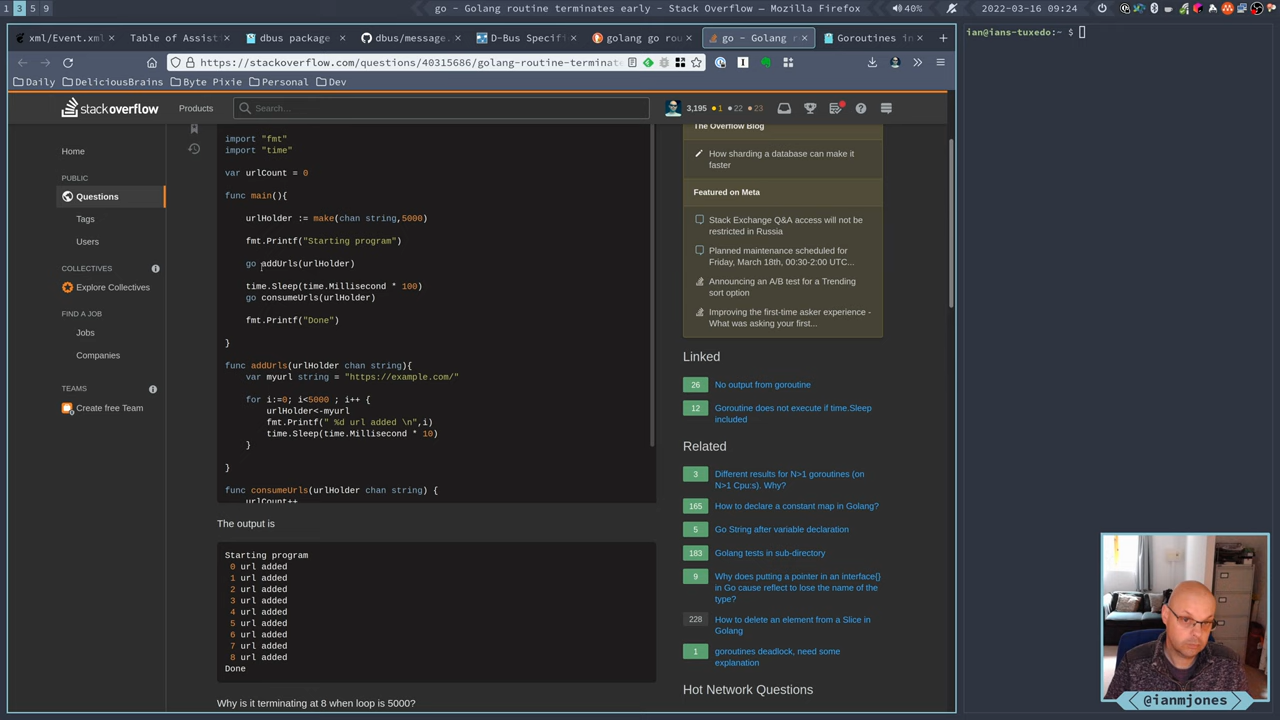 1 3 5 9
go - Golang routine terminates early - Stack Overflow — Mozilla Firefox
40%
2022-03-16 09:24
xml/Event.xml
Table of Assist
dbus package
dbus/message.
D-Bus Specifi
golang go rou
go - Golang r
Goroutines in
https://stackoverflow.com/questions/40315686/golang-routine-terminate
Daily
DeliciousBrains
Byte Pixie
Personal
Dev
ian@ians-tuxedo:~ $
stackoverflow
Products
Search...
3,195 1 22 23
Home
PUBLIC
Questions
Tags
Users
COLLECTIVES
Explore Collectives
FIND A JOB
Jobs
Companies
TEAMS
Create free Team
import "fmt"
import "time"
var urlCount = 0
func main(){
urlHolder := make(chan string,5000)
fmt.Printf("Starting program")
go addUrls(urlHolder)
time.Sleep(time.Millisecond * 100)
go consumeUrls(urlHolder)
fmt.Printf("Done")
}
func addUrls(urlHolder chan string){
var myurl string = "https://example.com/"
for i:=0; i<5000 ; i++ {
urlHolder<-myurl
fmt.Printf(" %d url added \n",i)
time.Sleep(time.Millisecond * 10)
}
}
func consumeUrls(urlHolder chan string) {
urlCount++
The output is
Starting program
0 url added
1 url added
2 url added
3 url added
4 url added
5 url added
6 url added
7 url added
8 url added
Done
Why is it terminating at 8 when loop is 5000?
The Overflow Blog
How sharding a database can make it
faster
Featured on Meta
Stack Exchange Q&A access will not be
restricted in Russia
Planned maintenance scheduled for
Friday, March 18th, 00:30-2:00 UTC...
Announcing an A/B test for a Trending
sort option
Improving the first-time asker experience -
What was asking your first...
Linked
26 No output from goroutine
12 Goroutine does not execute if time.Sleep
included
Related
3 Different results for N>1 goroutines (on
N>1 Cpu:s). Why?
165 How to declare a constant map in Golang?
5 Go String after variable declaration
183 Golang tests in sub-directory
9 Why does putting a pointer in an interface{}
in Go cause reflect to lose the name of the
type?
228 How to delete an element from a Slice in
Golang
1 goroutines deadlock, need some
explanation
Hot Network Questions
@ianmjones